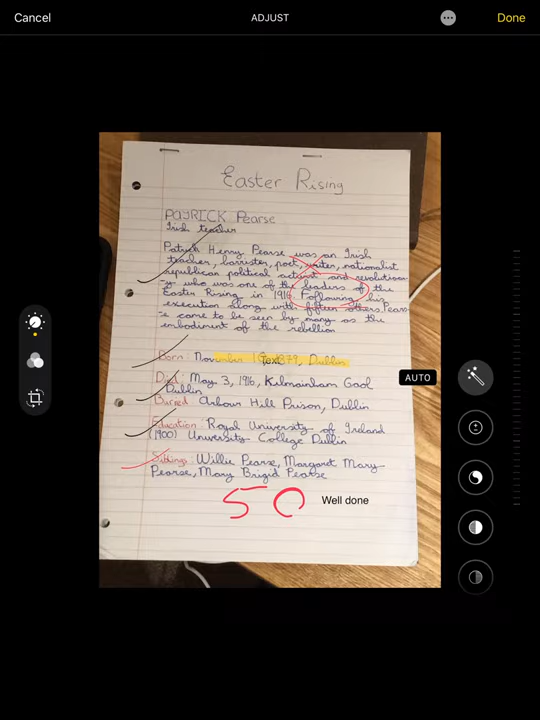 Cancel
ADJUST
Done
Easter Rising
PATRICK Pearse
Irish teacher
Patrick Henry Pearse was an Irish
teacher, barrister, poet, writer, nationalist
republican political activist and revolution
-y who was one of the leaders of the
Easter Rising in 1916 Following his
execution along with fifteen others Pears
-e came to be seen by many as the
embodiment of the rebellion
Born: November 1879, Dublin
Text
AUTO
Died: May 3, 1916, Kilmainham Gaol
Dublin
Buried: Arbour Hill Prison, Dublin
Education Royal University of Ireland
(1900) University College Dublin
Siblings: Willie Pearse, Margaret Mary
Pearse, Mary Brigid Pearse
50
Well done